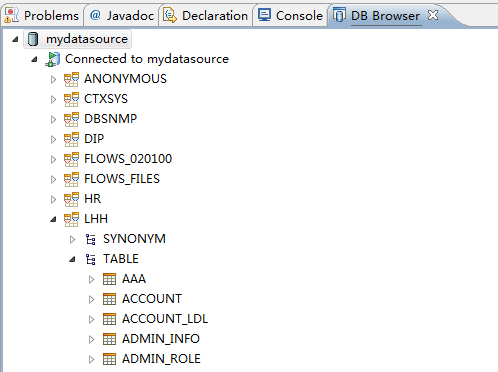 Problems @ Javadoc Declaration Console DB Browser
mydatasource
Connected to mydatasource
ANONYMOUS
CTXSYS
DBSNMP
DIP
FLOWS_020100
FLOWS_FILES
HR
LHH
SYNONYM
TABLE
AAA
ACCOUNT
ACCOUNT_LDL
ADMIN_INFO
ADMIN_ROLE